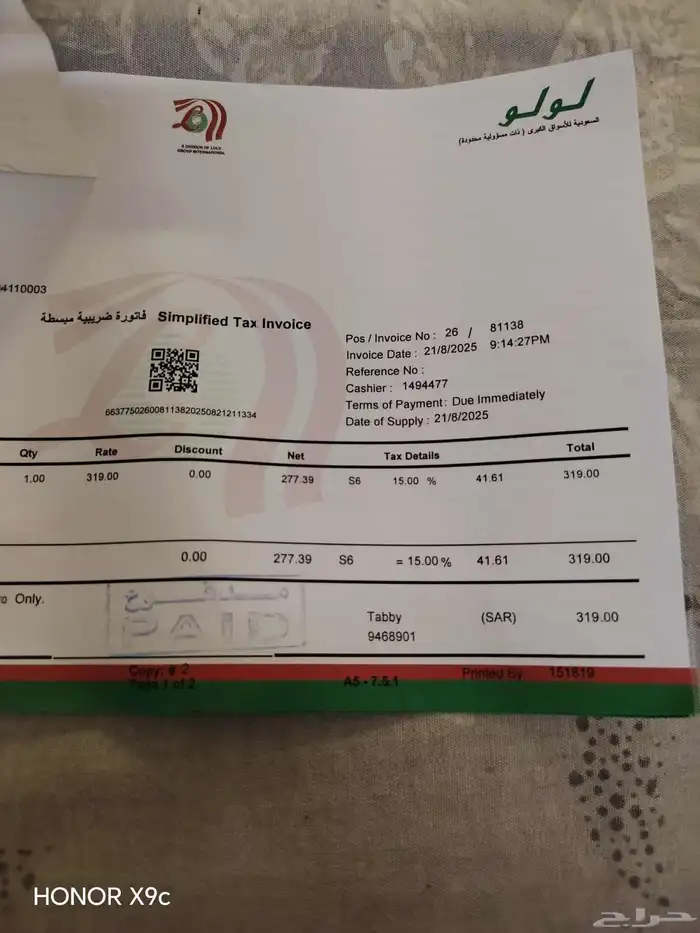 لولو
السعودية للأسواق الكبرى (ذات مسؤولية محدودة)
A DIVISION OF LULU
GROUP INTERNATIONAL
4110003
فاتورة ضريبية مبسطة Simplified Tax Invoice
66377502600811382025082121​1334
Pos / Invoice No : 26 / 81138
Invoice Date : 21/8/2025 9:14:27PM
Reference No :
Cashier : 1494477
Terms of Payment: Due Immediately
Date of Supply : 21/8/2025
Qty Rate Discount Net Tax Details Total
1.00 319.00 0.00 277.39 S6 15.00 % 41.61 319.00
0.00 277.39 S6 = 15.00 % 41.61 319.00
Only.
مدفوع
PAID
Tabby (SAR) 319.00
9468901
Copy: # 2
Page 1 of 2
A5 - 7.5.1
Printed By 151819
HONOR X9c
حراج